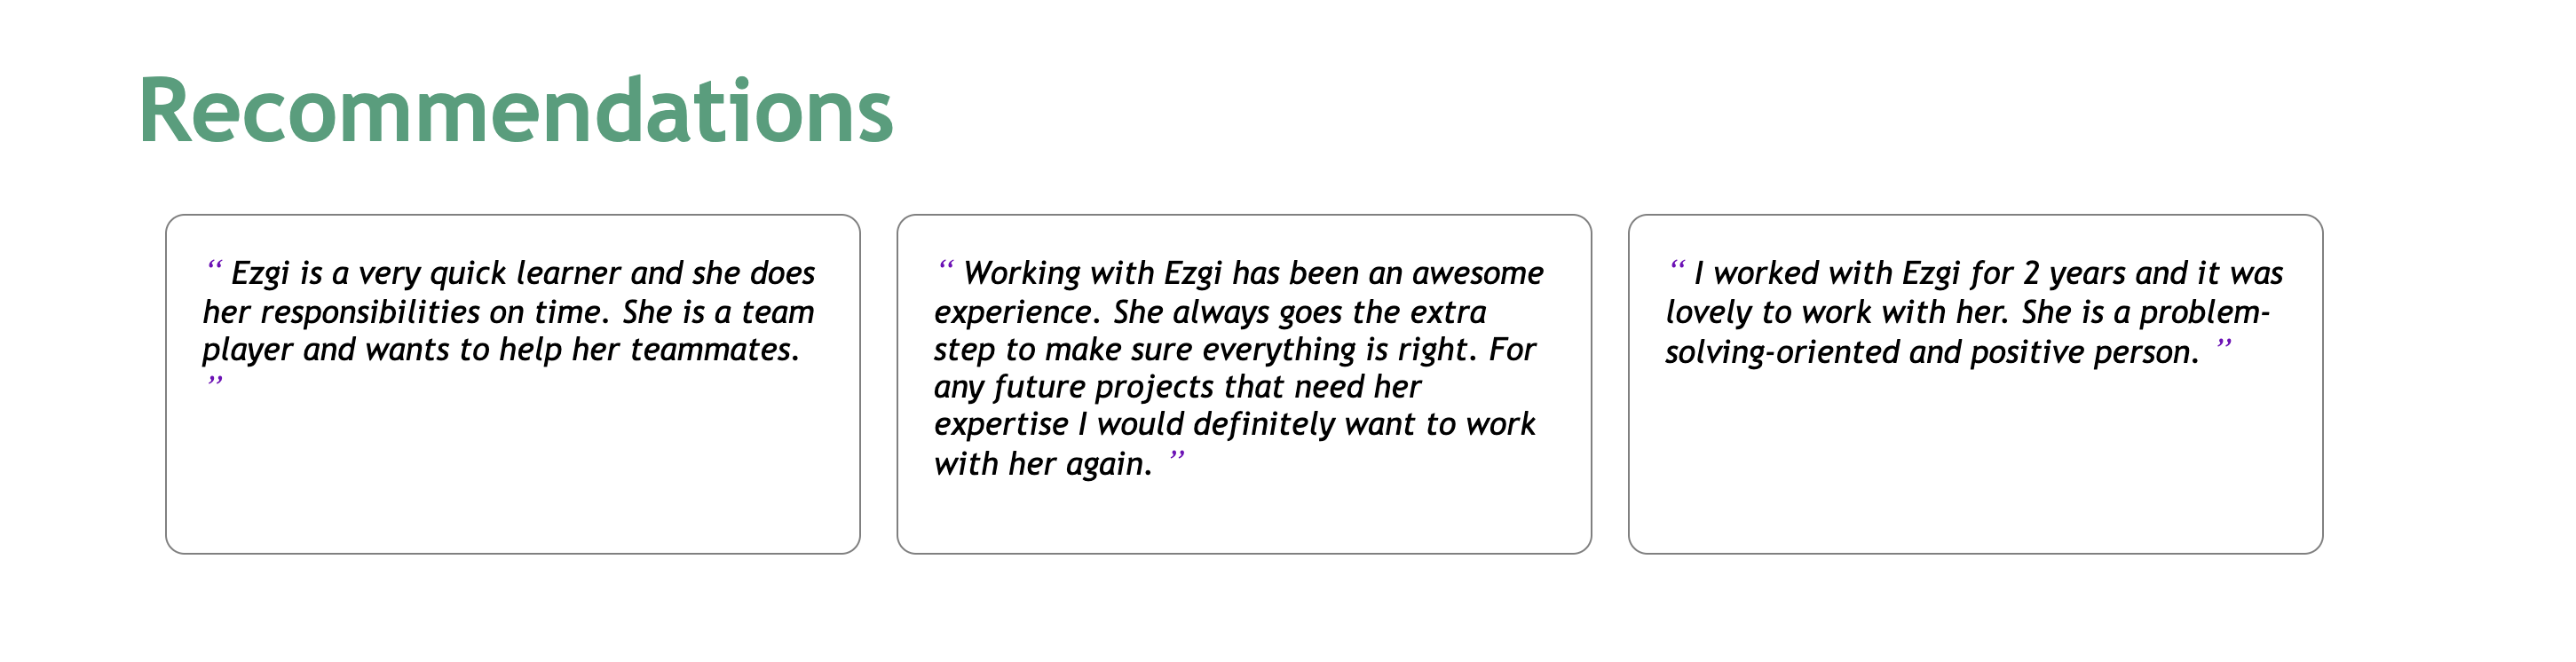 Recommendations
“ Ezgi is a very quick learner and she does
her responsibilities on time. She is a team
player and wants to help her teammates.
”
“ Working with Ezgi has been an awesome
experience. She always goes the extra
step to make sure everything is right. For
any future projects that need her
expertise I would definitely want to work
with her again. ”
“ I worked with Ezgi for 2 years and it was
lovely to work with her. She is a problem-
solving-oriented and positive person. ”